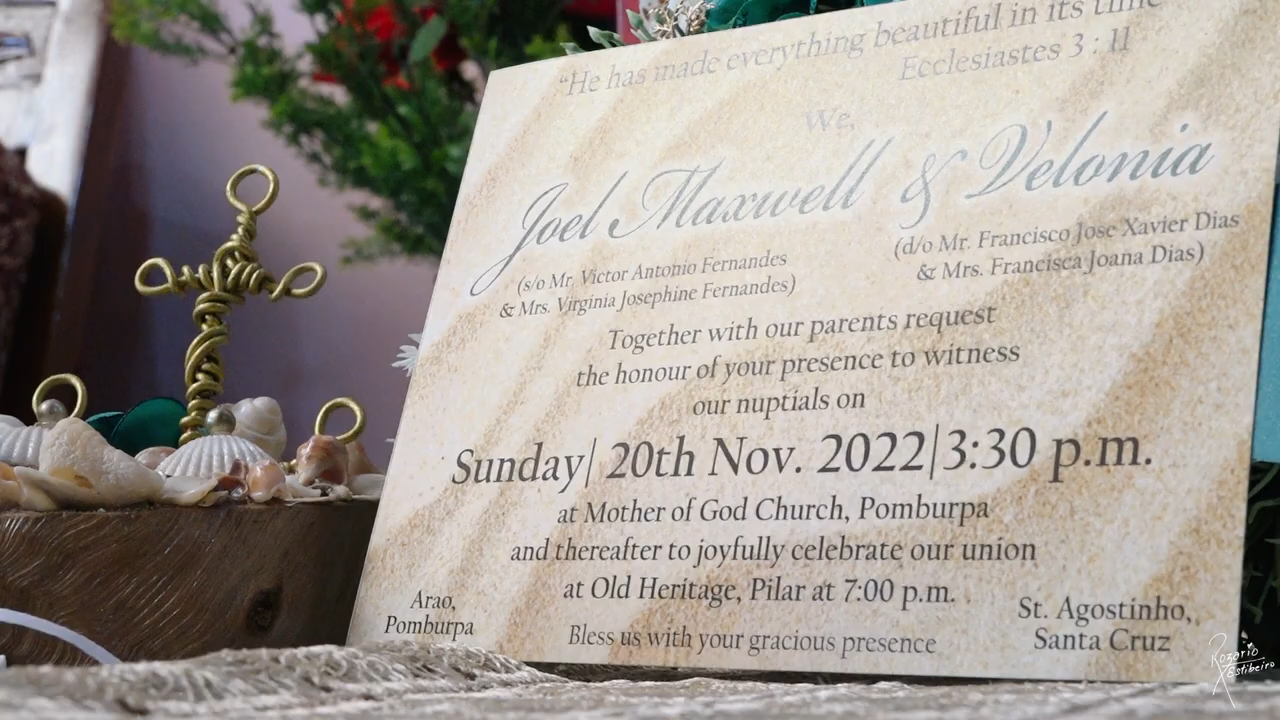 "He has made everything beautiful in its time
Ecclesiastes 3 : 11
We,
Joel Maxwell & Velonia
(s/o Mr. Victor Antonio Fernandes
& Mrs. Virginia Josephine Fernandes)
(d/o Mr. Francisco Jose Xavier Dias
& Mrs. Francisca Joana Dias)
Together with our parents request
the honour of your presence to witness
our nuptials on
Sunday| 20th Nov. 2022|3:30 p.m.
at Mother of God Church, Pomburpa
and thereafter to joyfully celebrate our union
at Old Heritage, Pilar at 7:00 p.m.
Arao,
Pomburpa
Bless us with your gracious presence
St. Agostinho,
Santa Cruz
Rozario
Estibeiro